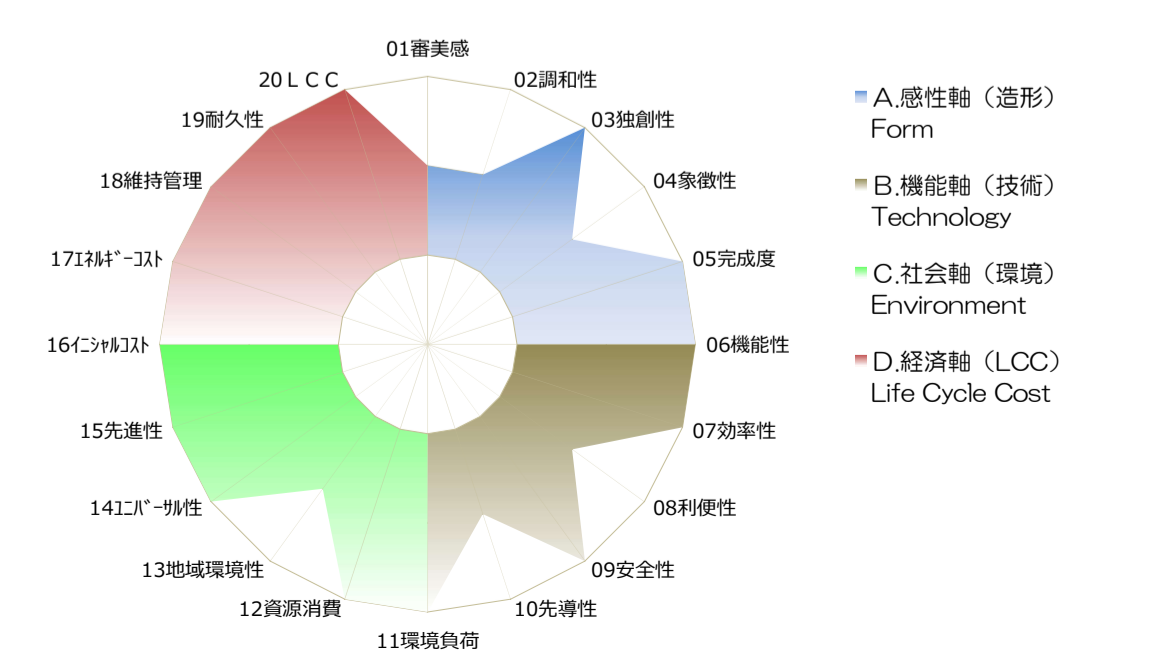 01審美感
02調和性
03独創性
04象徴性
05完成度
06機能性
07効率性
08利便性
09安全性
10先導性
11環境負荷
12資源消費
13地域環境性
14ﾕﾆﾊﾞｰｻﾙ性
15先進性
16ｲﾆｼｬﾙｺｽﾄ
17ｴﾈﾙｷﾞｰｺｽﾄ
18維持管理
19耐久性
20ＬＣＣ
A.感性軸（造形）
Form
B.機能軸（技術）
Technology
C.社会軸（環境）
Environment
D.経済軸（LCC）
Life Cycle Cost